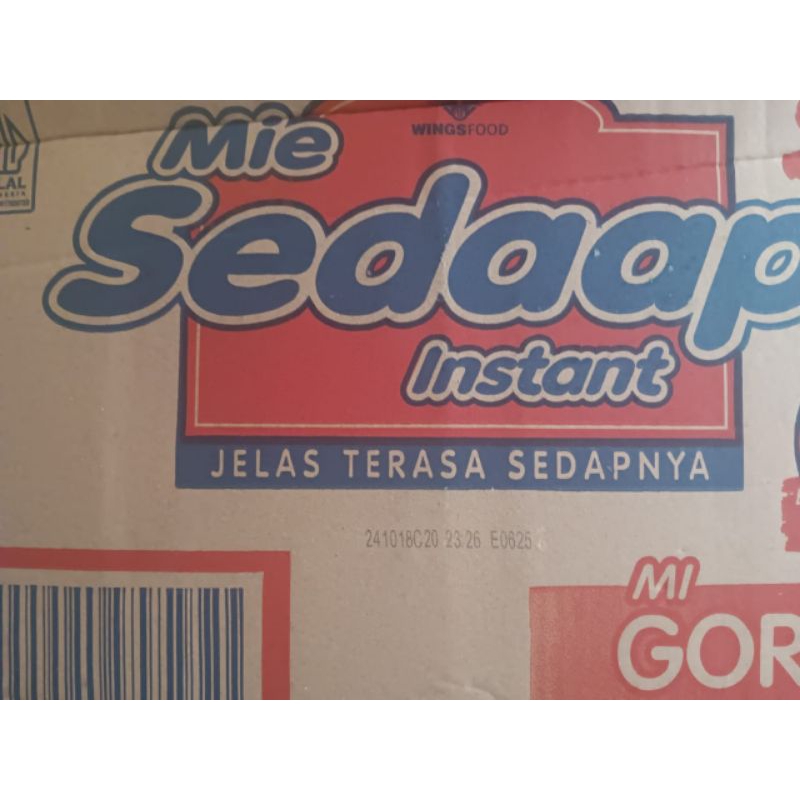 WINGSFOOD
Mie
Sedaap
Instant
JELAS TERASA SEDAPNYA
241018C20 23:26 E0625
MI
GOR